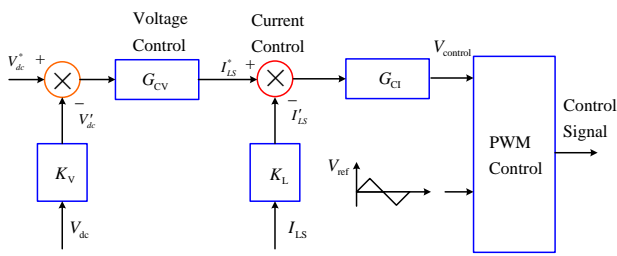 Voltage
Control
Current
Control
V*dc
+
−
V′dc
GCV
I*LS
+
−
I′LS
GCI
Vcontrol
PWM
Control
Control
Signal
KV
KL
Vref
Vdc
ILS